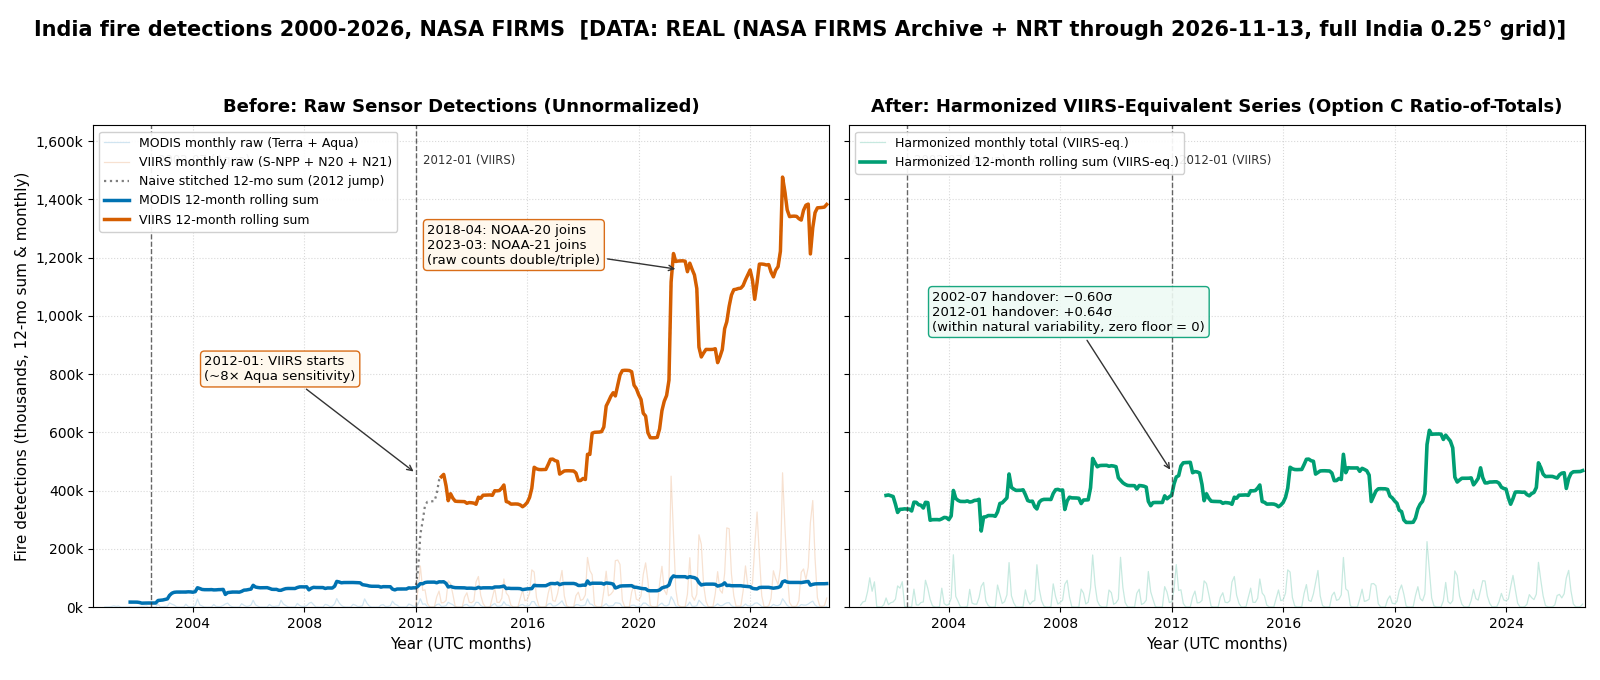 India fire detections 2000-2026, NASA FIRMS  [DATA: REAL (NASA FIRMS Archive + NRT through 2026-11-13, full India 0.25° grid)]
Before: Raw Sensor Detections (Unnormalized)
1,600k
1,400k
1,200k
1,000k
800k
600k
400k
200k
0k
Fire detections (thousands, 12-mo sum & monthly)
MODIS monthly raw (Terra + Aqua)
VIIRS monthly raw (S-NPP + N20 + N21)
Naive stitched 12-mo sum (2012 jump)
MODIS 12-month rolling sum
VIIRS 12-month rolling sum
2012-01 (VIIRS)
2018-04: NOAA-20 joins
2023-03: NOAA-21 joins
(raw counts double/triple)
2012-01: VIIRS starts
(~8× Aqua sensitivity)
2004
2008
2012
2016
2020
2024
Year (UTC months)
After: Harmonized VIIRS-Equivalent Series (Option C Ratio-of-Totals)
Harmonized monthly total (VIIRS-eq.)
Harmonized 12-month rolling sum (VIIRS-eq.)
012-01 (VIIRS)
2002-07 handover: −0.60σ
2012-01 handover: +0.64σ
(within natural variability, zero floor = 0)
2004
2008
2012
2016
2020
2024
Year (UTC months)